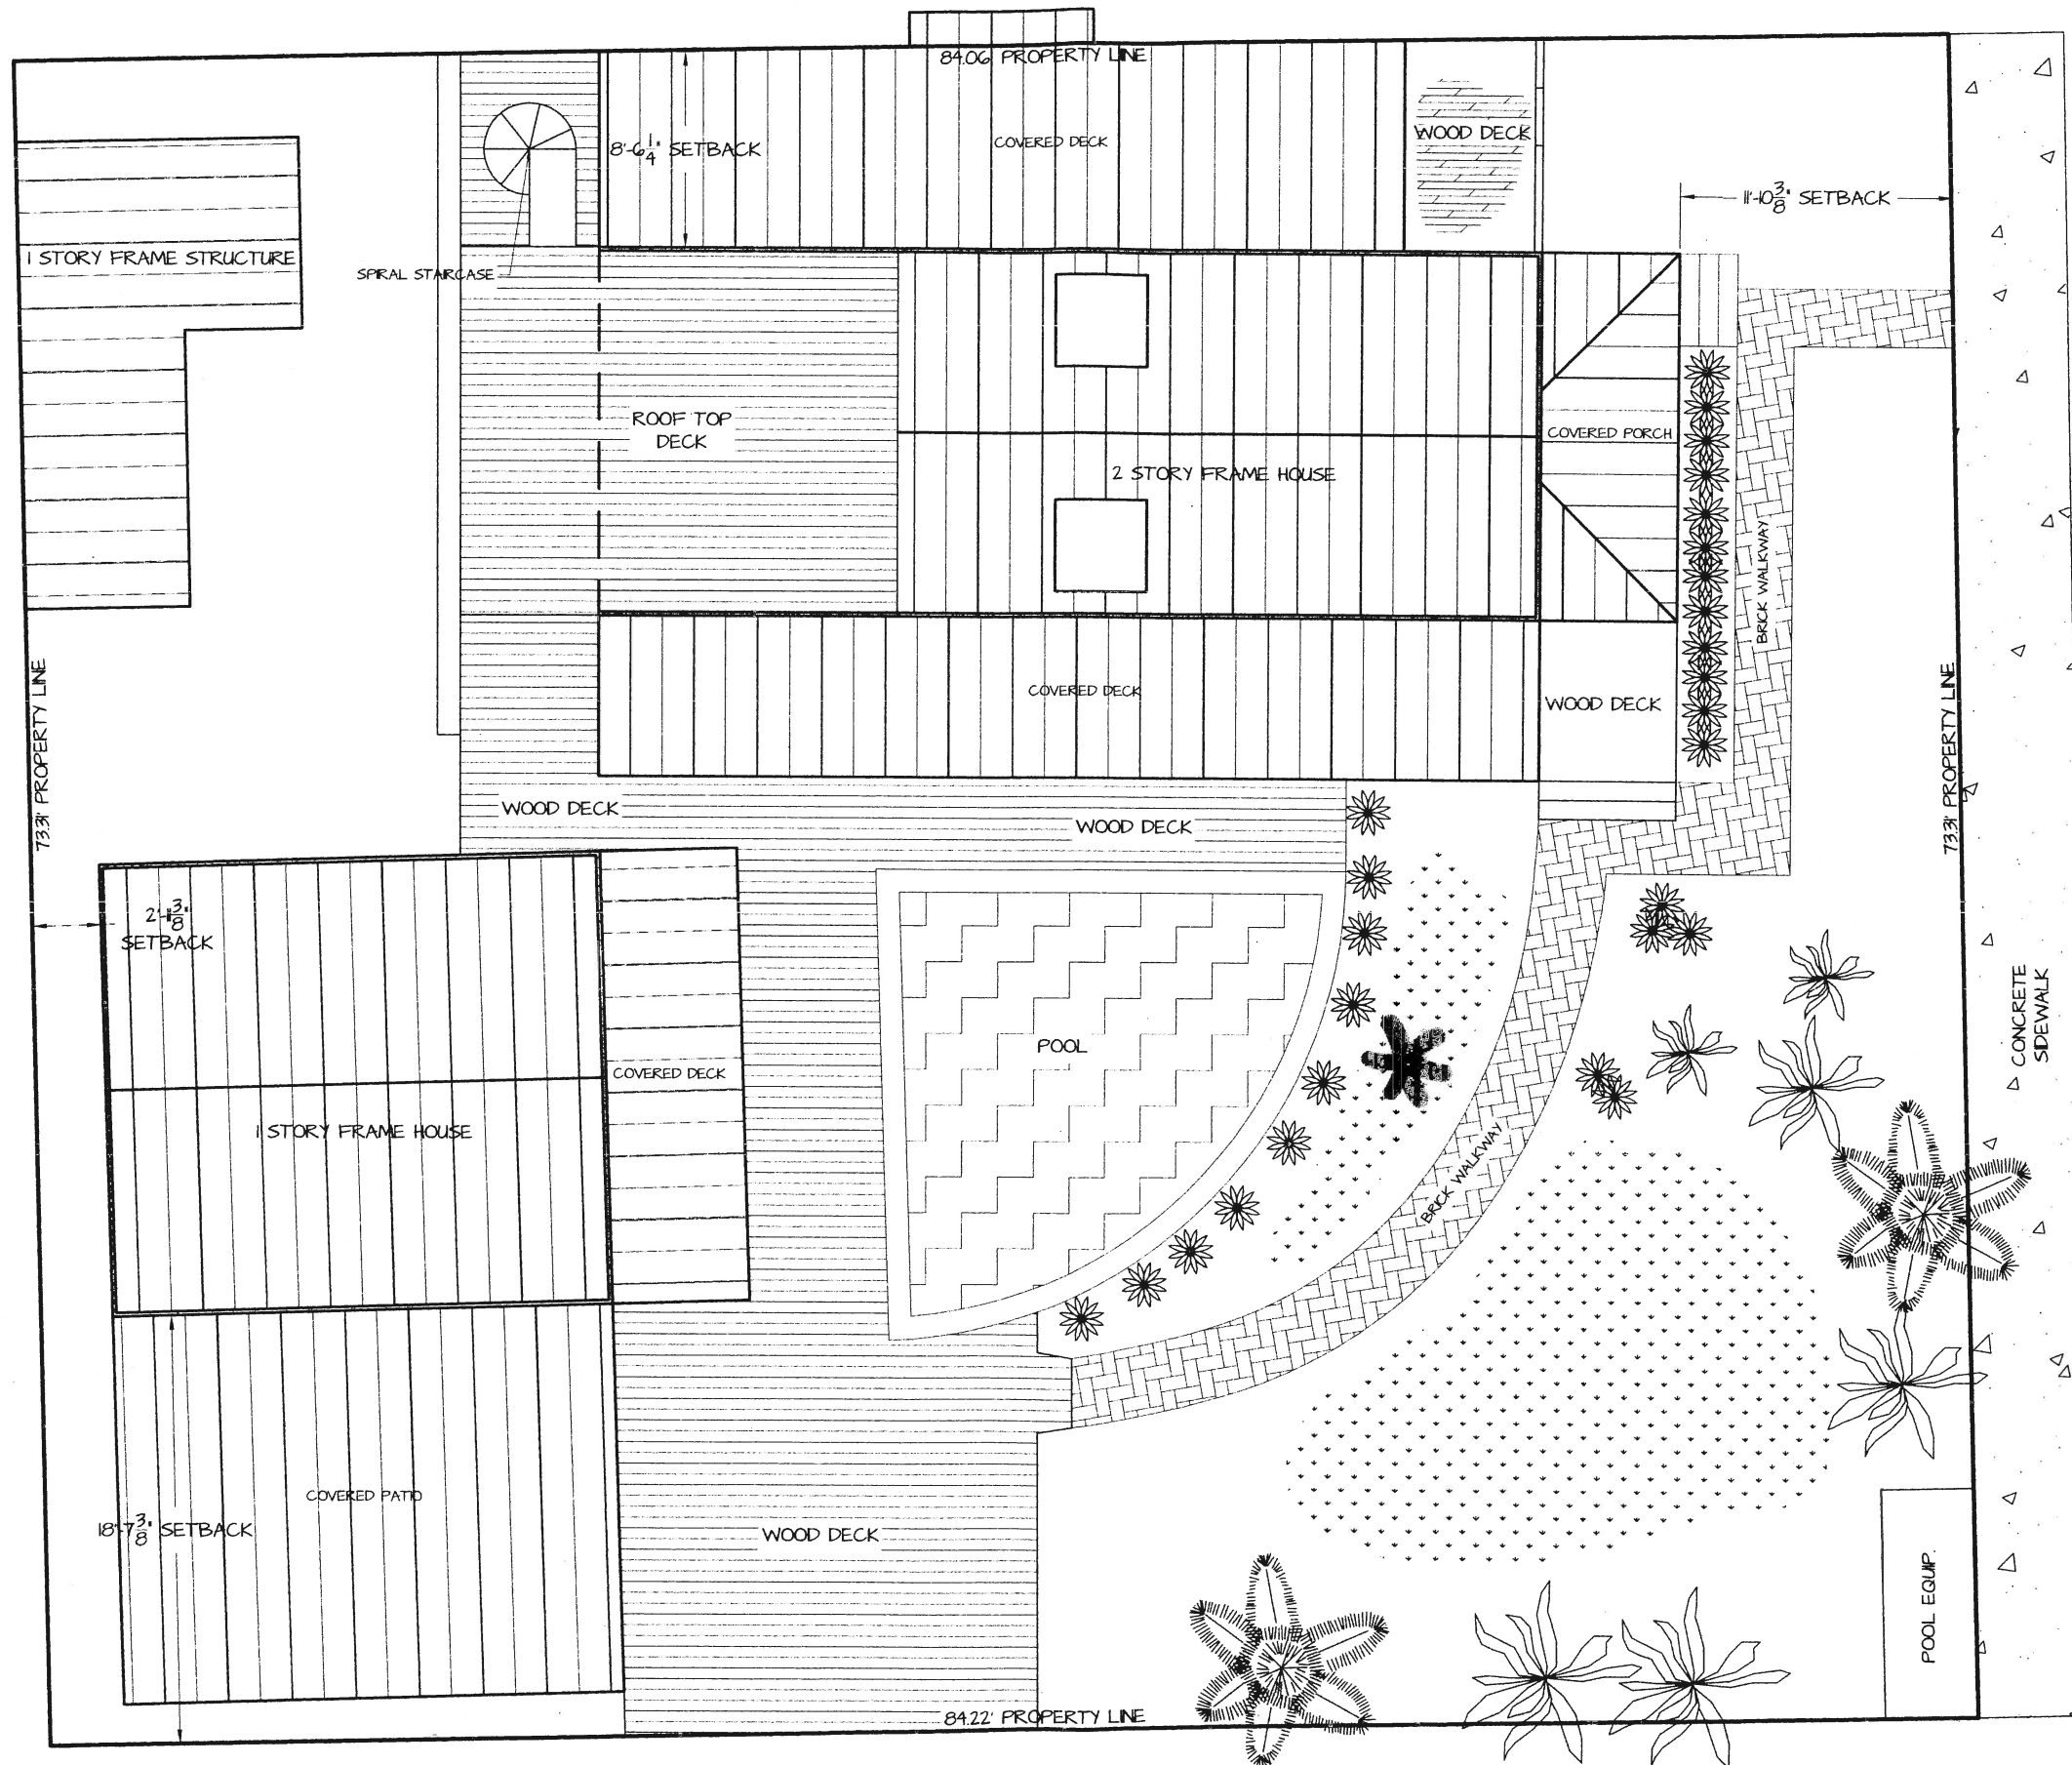 84.06' PROPERTY LINE
COVERED DECK
WOOD DECK
8'-6 1/4" SETBACK
11'-10 3/8" SETBACK
1 STORY FRAME STRUCTURE
SPIRAL STAIRCASE
ROOF TOP
DECK
COVERED PORCH
2 STORY FRAME HOUSE
BRICK WALKWAY
COVERED DECK
WOOD DECK
73.31' PROPERTY LINE
73.31' PROPERTY LINE
WOOD DECK
WOOD DECK
SETBACK
CONCRETE
SIDEWALK
POOL
COVERED DECK
1 STORY FRAME HOUSE
BRICK WALKWAY
COVERED PATIO
18'-7 3/8" SETBACK
WOOD DECK
POOL EQUIP.
84.22' PROPERTY LINE